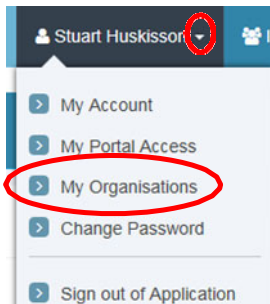 Stuart Huskisson
My Account
My Portal Access
My Organisations
Change Password
Sign out of Application